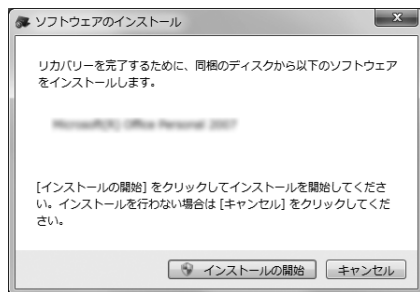 ソフトウェアのインストール
リカバリーを完了するために、同梱のディスクから以下のソフトウェア
をインストールします。
Microsoft(R) Office Personal 2007
[インストールの開始] をクリックしてインストールを開始してくださ
い。インストールを行わない場合は [キャンセル] をクリックしてくだ
さい。
インストールの開始
キャンセル